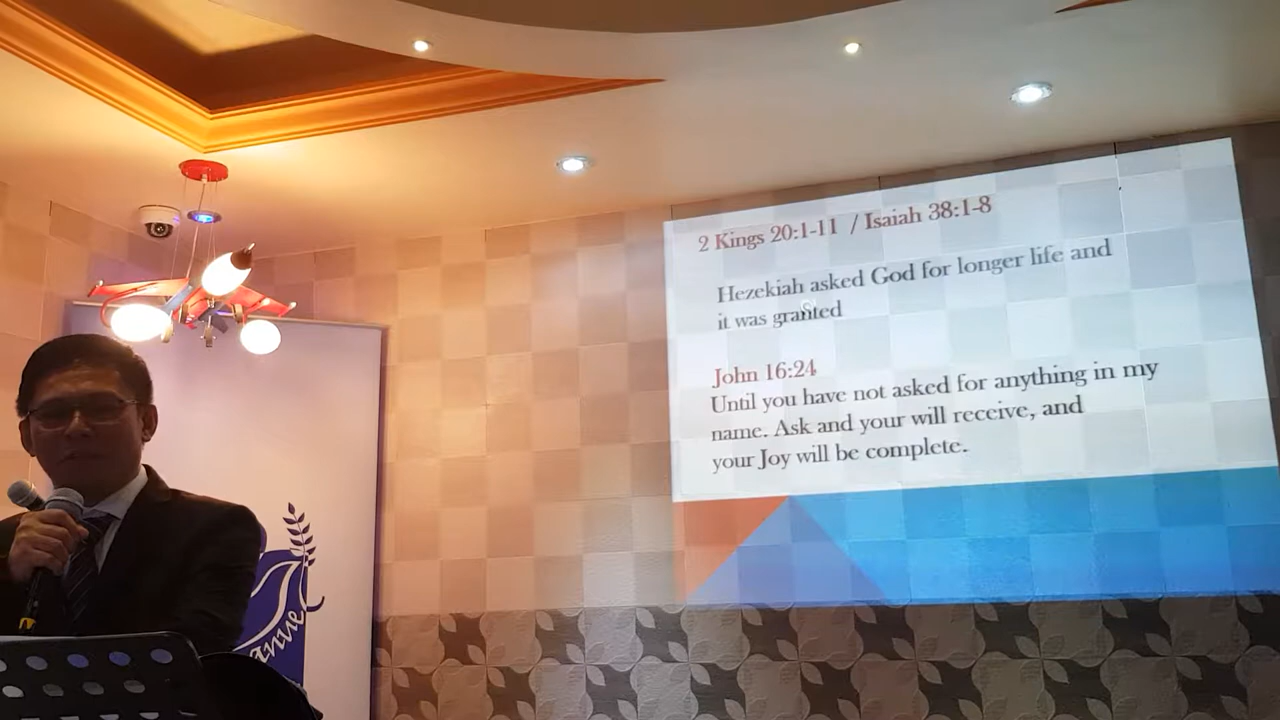 2 Kings 20:1-11 / Isaiah 38:1-8
Hezekiah asked God for longer life and
it was granted
John 16:24
Until you have not asked for anything in my
name. Ask and your will receive, and
your Joy will be complete.